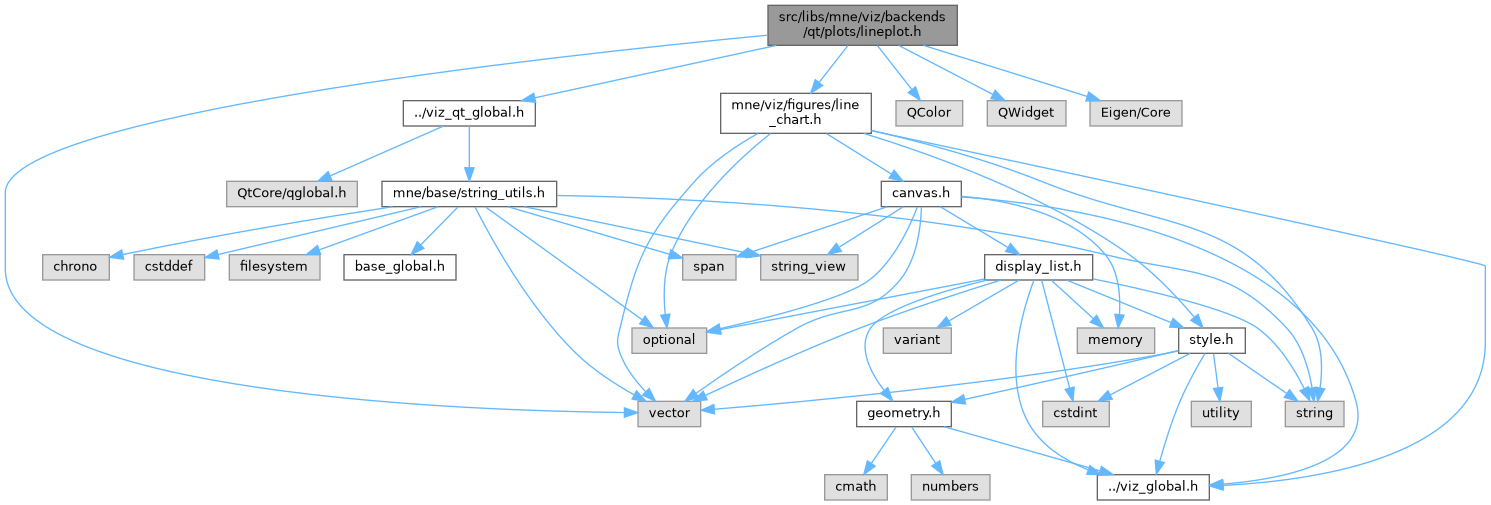 src/libs/mne/viz/backends
/qt/plots/lineplot.h
../viz_qt_global.h
mne/viz/figures/line
_chart.h
QColor
QWidget
Eigen/Core
QtCore/qglobal.h
mne/base/string_utils.h
canvas.h
chrono
cstddef
filesystem
base_global.h
span
string_view
display_list.h
optional
variant
memory
style.h
vector
geometry.h
cstdint
utility
string
cmath
numbers
../viz_global.h